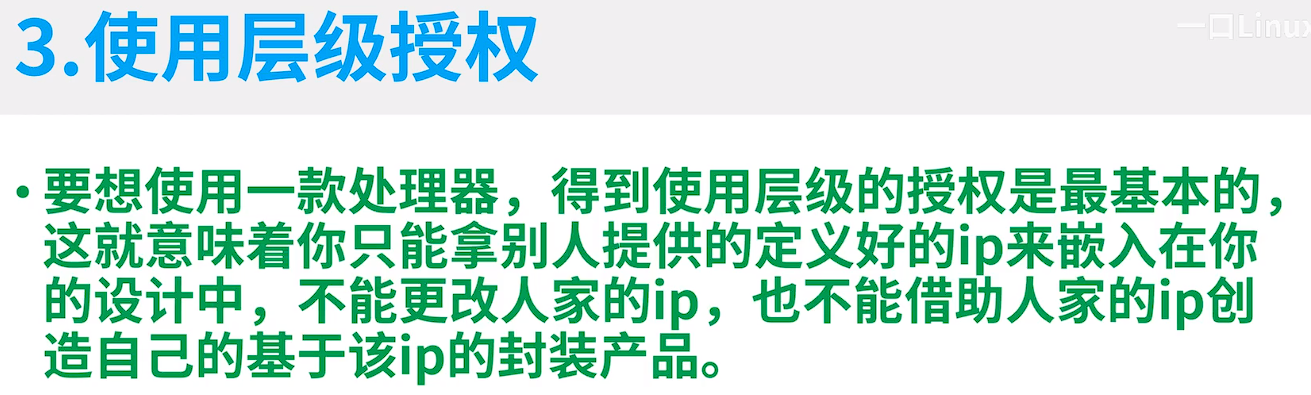 3.使用层级授权
一口Linux
• 要想使用一款处理器，得到使用层级的授权是最基本的，
这就意味着你只能拿别人提供的定义好的ip来嵌入在你
的设计中，不能更改人家的ip，也不能借助人家的ip创
造自己的基于该ip的封装产品。